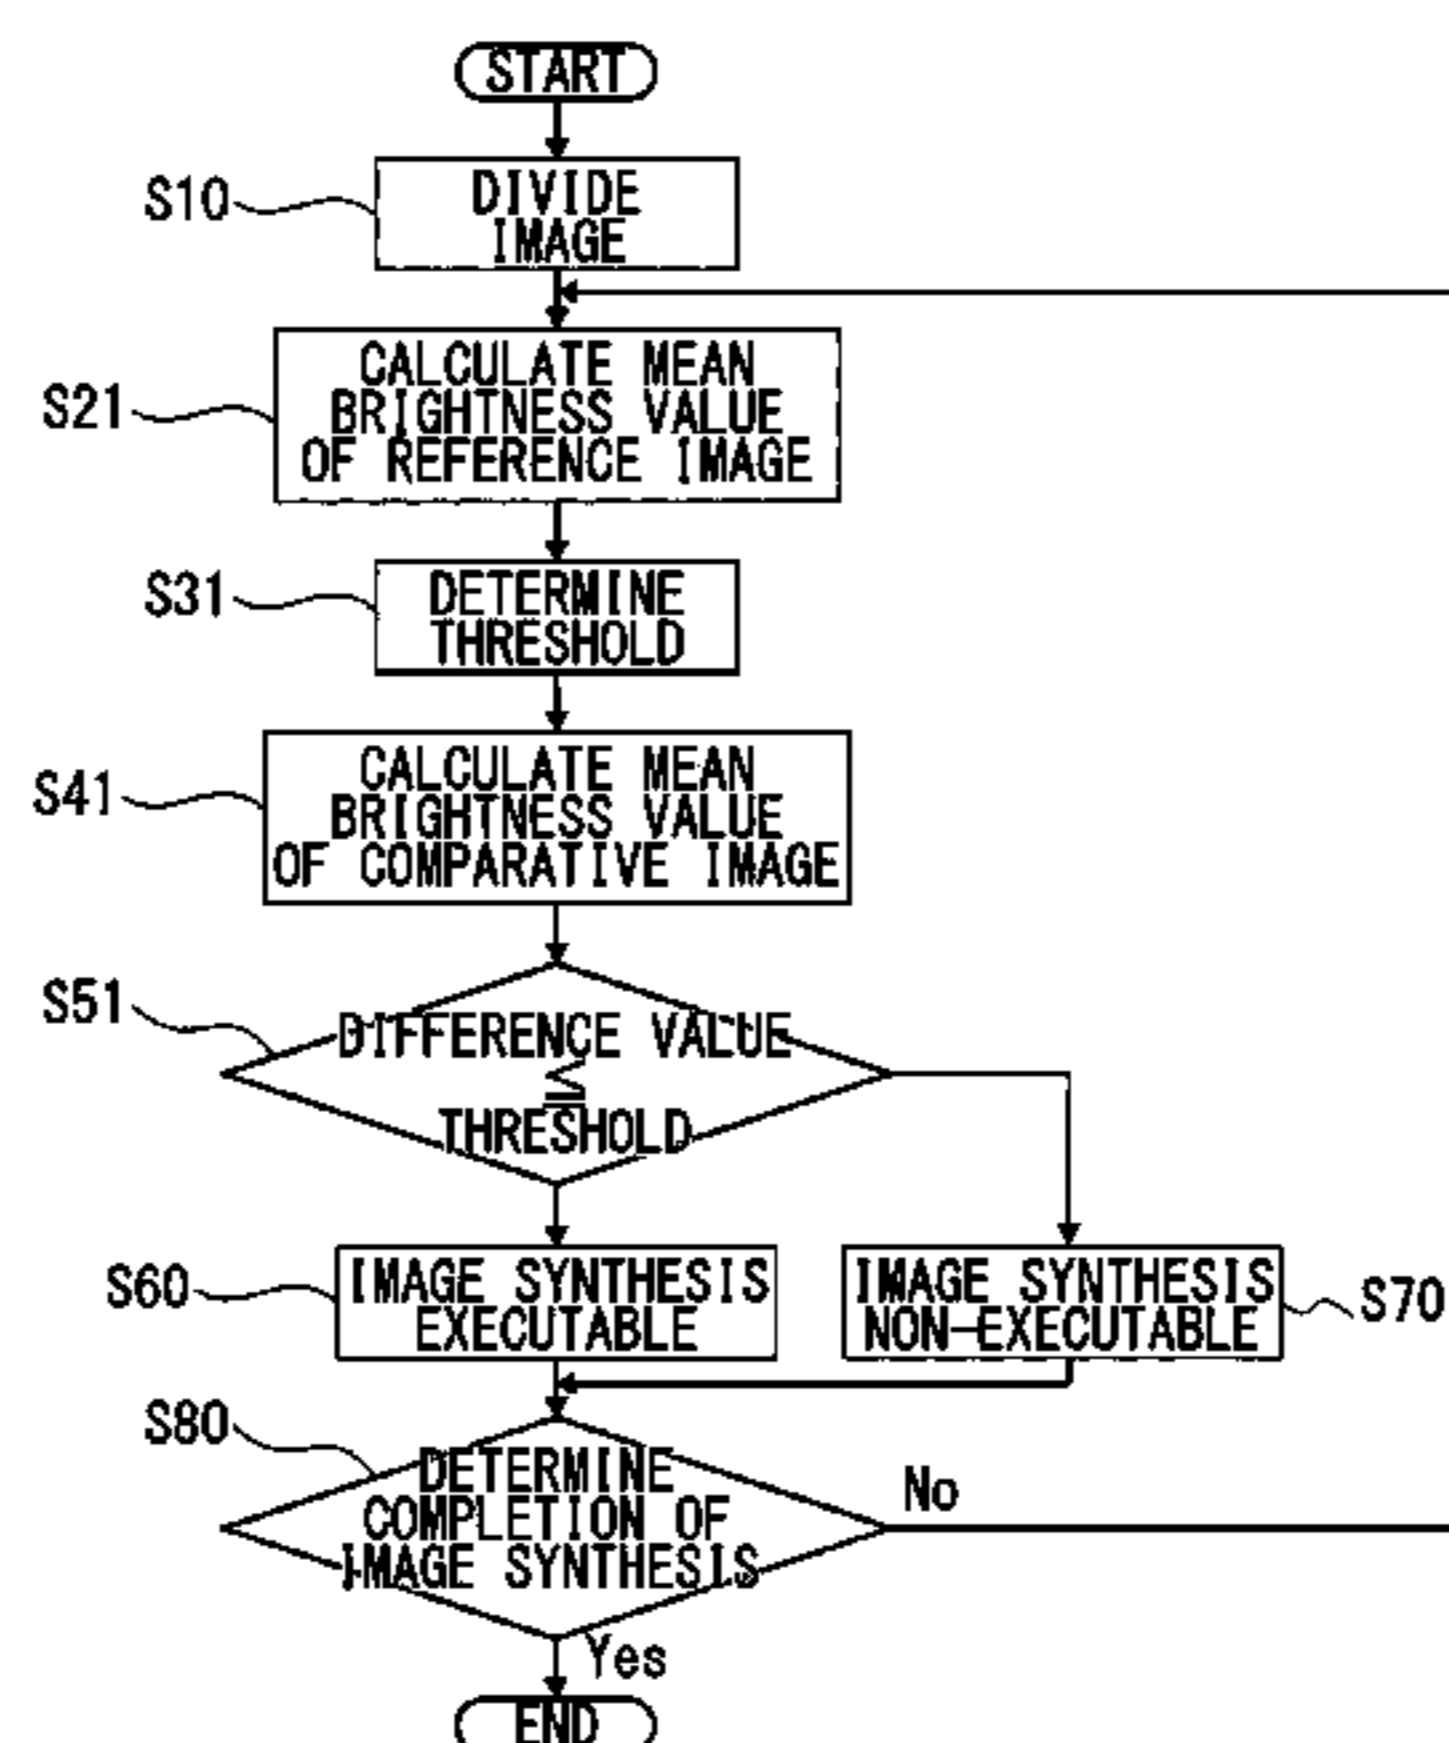 START
S10
DIVIDE
IMAGE
S21
CALCULATE MEAN
BRIGHTNESS VALUE
OF REFERENCE IMAGE
S31
DETERMINE
THRESHOLD
S41
CALCULATE MEAN
BRIGHTNESS VALUE
OF COMPARATIVE IMAGE
S51
DIFFERENCE VALUE
≦
THRESHOLD
S60
IMAGE SYNTHESIS
EXECUTABLE
IMAGE SYNTHESIS
NON-EXECUTABLE
S70
S80
DETERMINE
COMPLETION OF
IMAGE SYNTHESIS
No
Yes
END